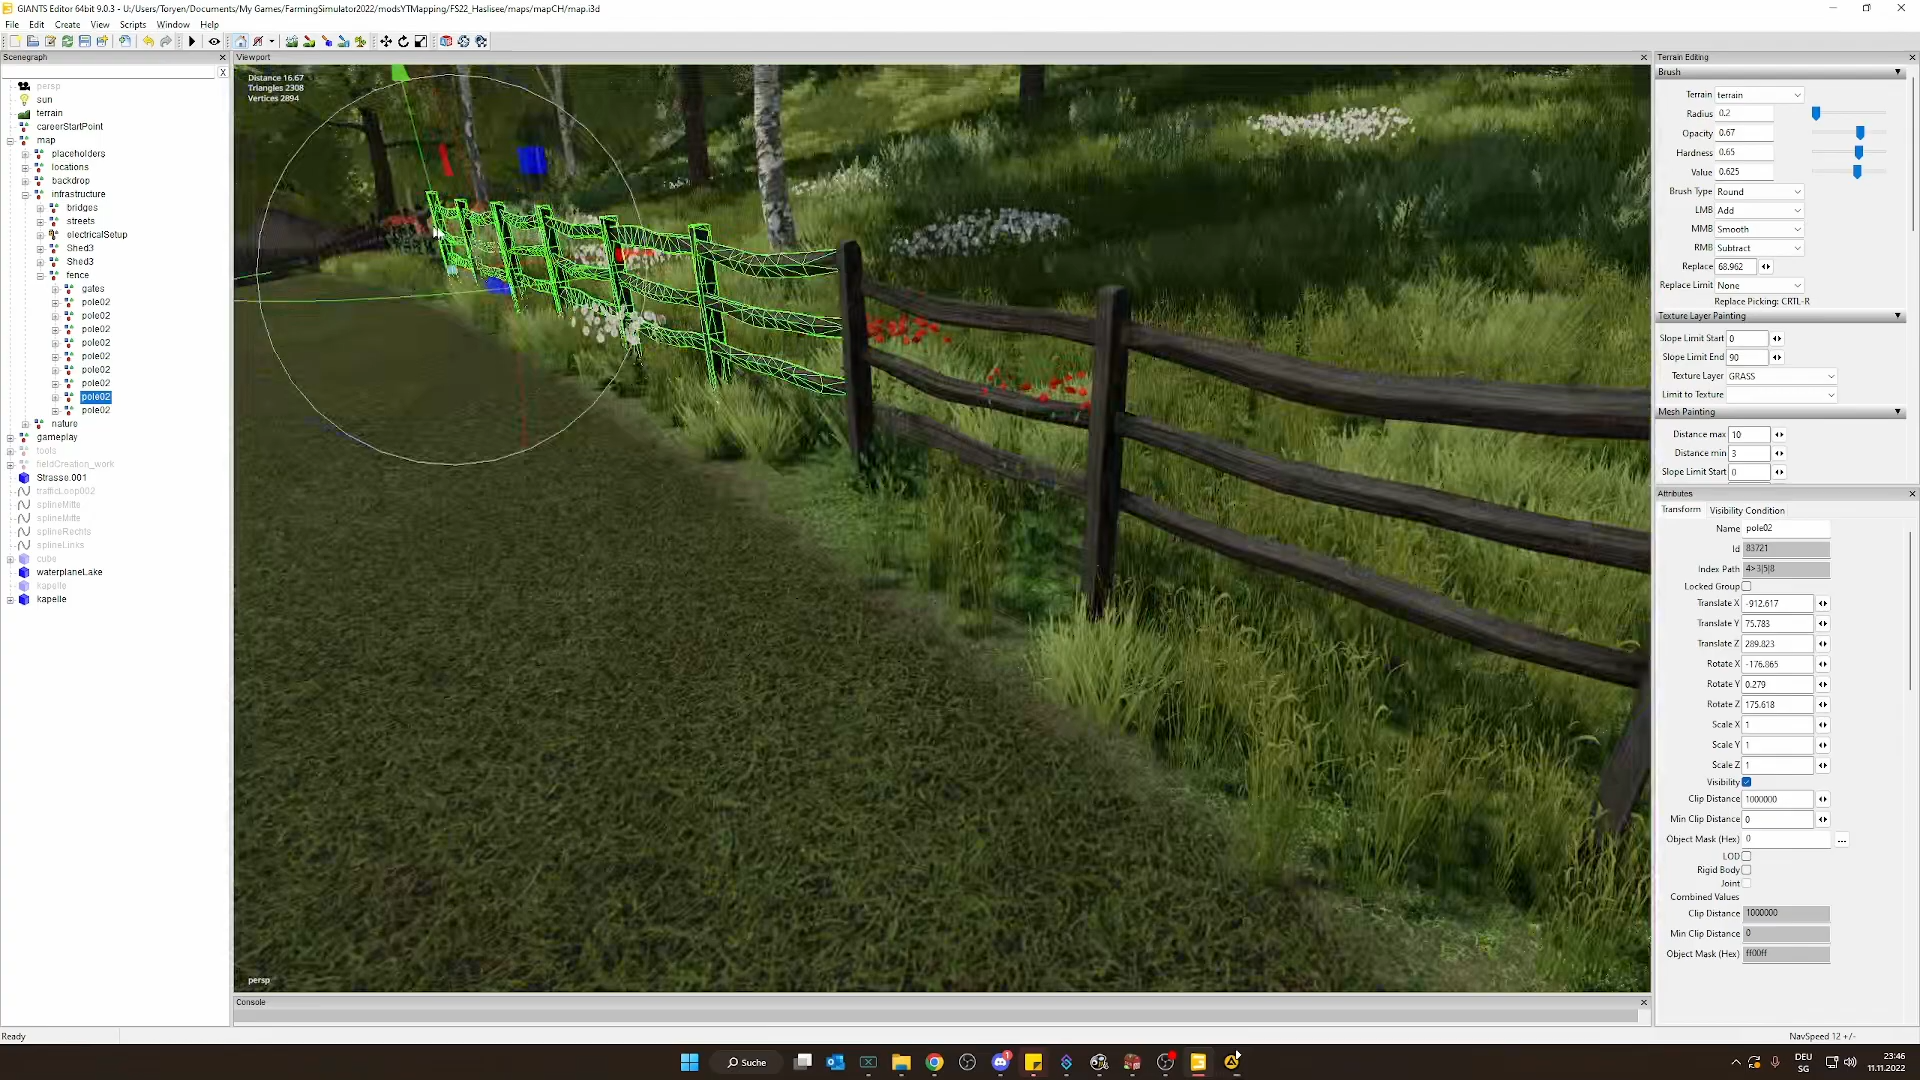 GIANTS Editor 64bit 9.0.3 - U:/Users/Toryen/Documents/My Games/FarmingSimulator2022/modsYTMapping/FS22_Haslisee/maps/mapCH/map.i3d
File Edit Create View Scripts Window Help
Scenegraph
X
persp
sun
terrain
careerStartPoint
map
placeholders
locations
backdrop
infrastructure
bridges
streets
electricalSetup
Shed3
Shed3
fence
gates
pole02
pole02
pole02
pole02
pole02
pole02
pole02
pole02
pole02
nature
gameplay
tools
fieldCreation_work
Strasse.001
trafficLoop002
splineMitte
splineMitte
splineRechts
splineLinks
cube
waterplaneLake
kapelle
kapelle
Viewport
Distance 16.67
Triangles 2308
Vertices 2894
persp
Console
Terrain Editing
Brush
Terrain terrain
Radius 0.2
Opacity 0.67
Hardness 0.65
Value 0.625
Brush Type Round
LMB Add
MMB Smooth
RMB Subtract
Replace 68.962
Replace Limit None
Replace Picking: CRTL-R
Texture Layer Painting
Slope Limit Start 0
Slope Limit End 90
Texture Layer GRASS
Limit to Texture
Mesh Painting
Distance max 10
Distance min 3
Slope Limit Start 0
Attributes
Transform Visibility Condition
Name pole02
Id 83721
Index Path 4>3|5|8
Locked Group
Translate X -912.617
Translate Y 75.783
Translate Z 289.823
Rotate X -176.865
Rotate Y 0.279
Rotate Z 175.618
Scale X 1
Scale Y 1
Scale Z 1
Visibility
Clip Distance 1000000
Min Clip Distance 0
Object Mask (Hex) 0 ...
LOD
Rigid Body
Joint
Combined Values
Clip Distance 1000000
Min Clip Distance 0
Object Mask (Hex) ff00ff
Ready
NavSpeed 12 +/-
Suche
1
DEU
SG
23:46
11.11.2022